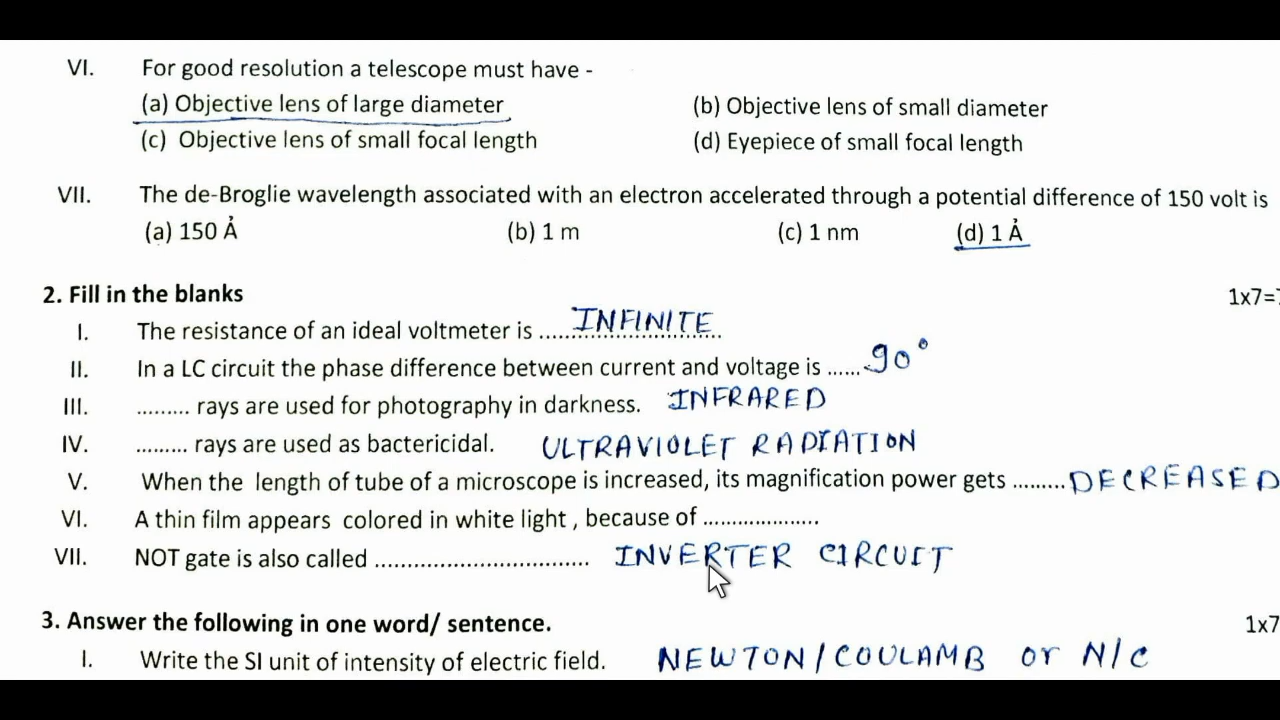 VI. For good resolution a telescope must have -
(a) Objective lens of large diameter (b) Objective lens of small diameter
(c) Objective lens of small focal length (d) Eyepiece of small focal length
VII. The de-Broglie wavelength associated with an electron accelerated through a potential difference of 150 volt is
(a) 150 Å (b) 1 m (c) 1 nm (d) 1 Å
2. Fill in the blanks 1x7=7
I. The resistance of an ideal voltmeter is ............................. INFINITE
II. In a LC circuit the phase difference between current and voltage is ...... 90°
III. ......... rays are used for photography in darkness. INFRARED
IV. ......... rays are used as bactericidal. ULTRAVIOLET RADIATION
V. When the length of tube of a microscope is increased, its magnification power gets ......... DECREASED
VI. A thin film appears colored in white light , because of ....................
VII. NOT gate is also called ................................. INVERTER CIRCUIT
3. Answer the following in one word/ sentence. 1x7
I. Write the SI unit of intensity of electric field. NEWTON/COULAMB or N/C